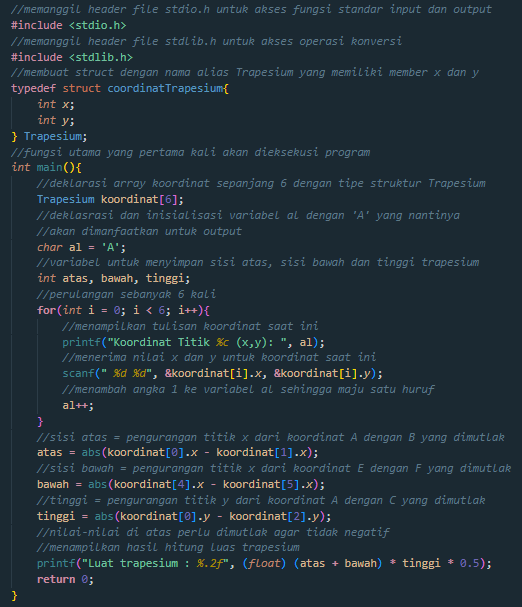 //memanggil header file stdio.h untuk akses fungsi standar input dan output
#include <stdio.h>
//memanggil header file stdlib.h untuk akses operasi konversi
#include <stdlib.h>
//membuat struct dengan nama alias Trapesium yang memiliki member x dan y
typedef struct coordinatTrapesium{
    int x;
    int y;
} Trapesium;
//fungsi utama yang pertama kali akan dieksekusi program
int main(){
    //deklarasi array koordinat sepanjang 6 dengan tipe struktur Trapesium
    Trapesium koordinat[6];
    //deklasrasi dan inisialisasi variabel al dengan 'A' yang nantinya
    //akan dimanfaatkan untuk output
    char al = 'A';
    //variabel untuk menyimpan sisi atas, sisi bawah dan tinggi trapesium
    int atas, bawah, tinggi;
    //perulangan sebanyak 6 kali
    for(int i = 0; i < 6; i++){
        //menampilkan tulisan koordinat saat ini
        printf("Koordinat Titik %c (x,y): ", al);
        //menerima nilai x dan y untuk koordinat saat ini
        scanf(" %d %d", &koordinat[i].x, &koordinat[i].y);
        //menambah angka 1 ke variabel al sehingga maju satu huruf
        al++;
    }
    //sisi atas = pengurangan titik x dari koordinat A dengan B yang dimutlak
    atas = abs(koordinat[0].x - koordinat[1].x);
    //sisi bawah = pengurangan titik x dari koordinat E dengan F yang dimutlak
    bawah = abs(koordinat[4].x - koordinat[5].x);
    //tinggi = pengurangan titik y dari koordinat A dengan C yang dimutlak
    tinggi = abs(koordinat[0].y - koordinat[2].y);
    //nilai-nilai di atas perlu dimutlak agar tidak negatif
    //menampilkan hasil hitung luas trapesium
    printf("Luat trapesium : %.2f", (float) (atas + bawah) * tinggi * 0.5);
    return 0;
}